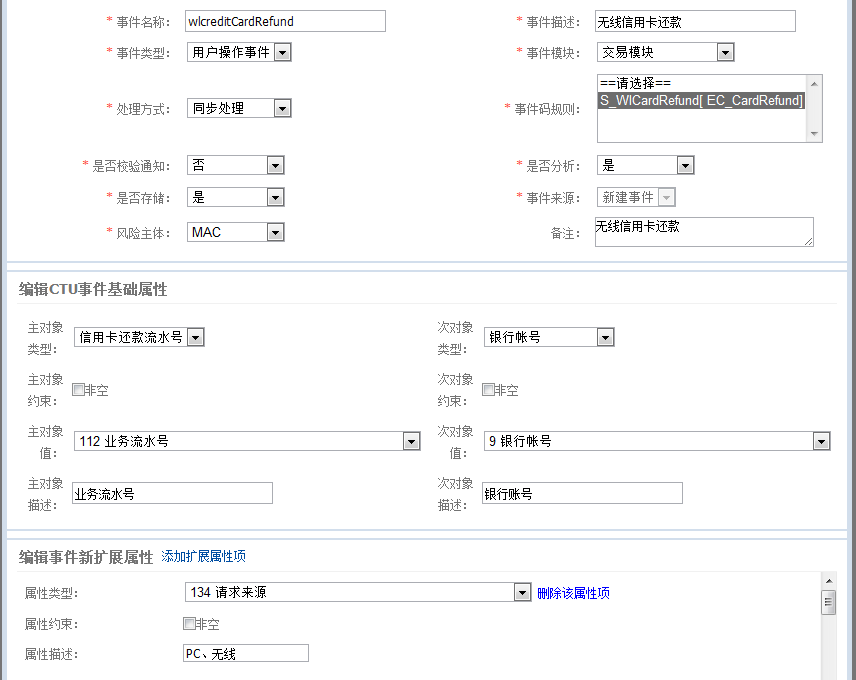 * 事件名称: wlcreditCardRefund * 事件描述: 无线信用卡还款
* 事件类型: 用户操作事件 * 事件模块: 交易模块
* 处理方式: 同步处理 * 事件码规则: ==请选择==
S_WlCardRefund[ EC_CardRefund]
* 是否校验通知: 否 * 是否分析: 是
* 是否存储: 是 * 事件来源: 新建事件
* 风险主体: MAC 备注: 无线信用卡还款
编辑CTU事件基础属性
主对象类型: 信用卡还款流水号 次对象类型: 银行帐号
主对象约束: 非空 次对象约束: 非空
主对象值: 112 业务流水号 次对象值: 9 银行帐号
主对象描述: 业务流水号 次对象描述: 银行账号
编辑事件新扩展属性 添加扩展属性项
属性类型: 134 请求来源 删除该属性项
属性约束: 非空
属性描述: PC、无线